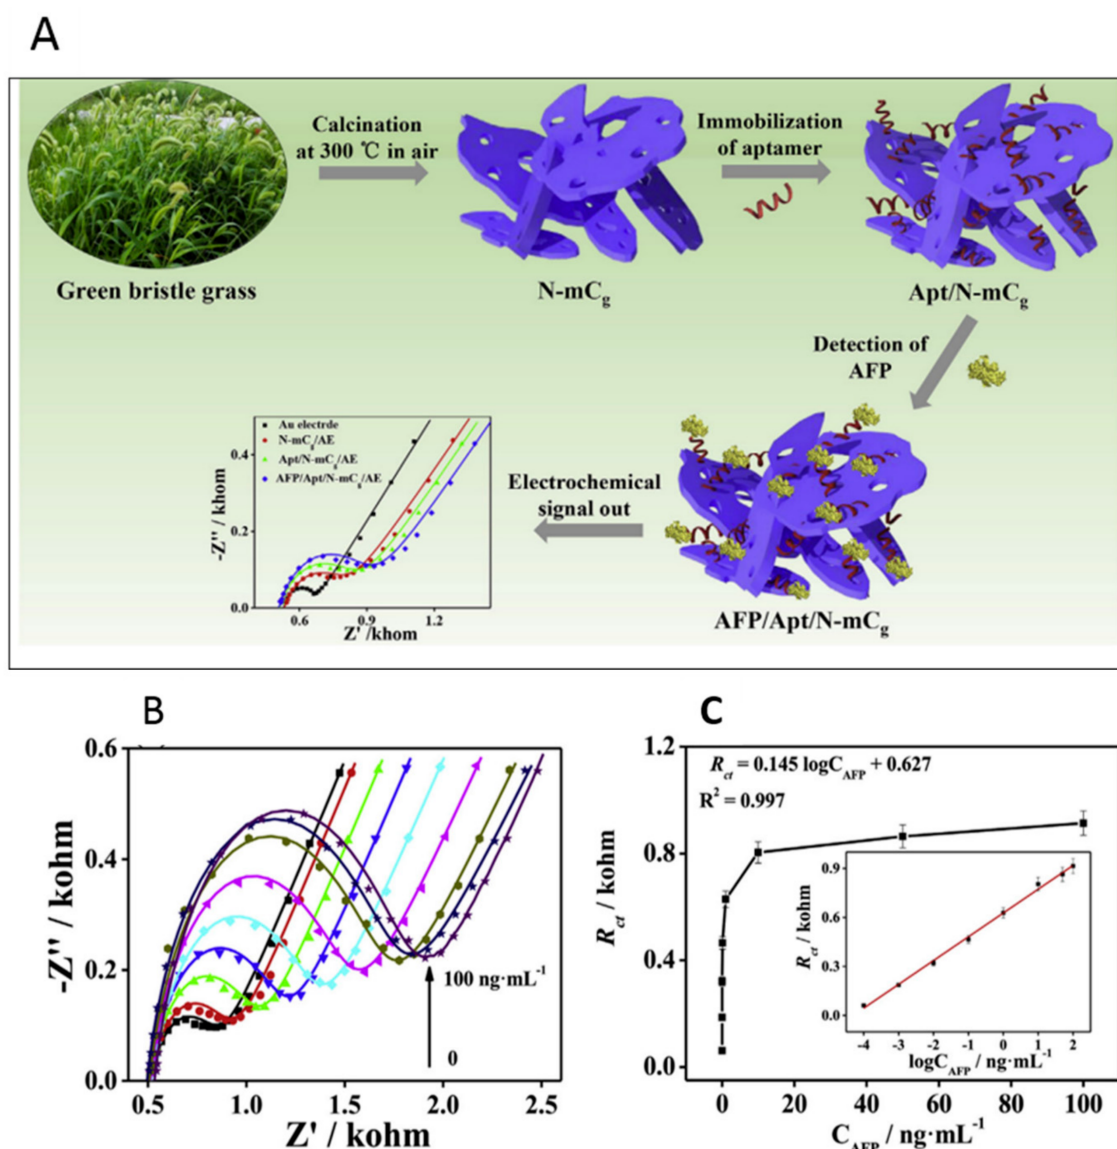 A
Calcination
at 300 ℃ in air
Immobilization
of aptamer
Green bristle grass
N-mCg
Apt/N-mCg
Detection of
AFP
Electrochemical
signal out
AFP/Apt/N-mCg
-Z'' / khom
0.4
0.2
0.0
Au electrde
N-mCg/AE
Apt/N-mCg/AE
AFP/Apt/N-mCg/AE
0.6 0.9 1.2
Z' /khom
B
-Z'' / kohm
0.6
0.4
0.2
0.0
100 ng·mL-1
0
0.5 1.0 1.5 2.0 2.5
Z' / kohm
C
Rct / kohm
1.2
0.8
0.4
0.0
Rct = 0.145 logCAFP + 0.627
R2 = 0.997
Rct / kohm
0.9
0.6
0.3
0.0
-4 -3 -2 -1 0 1 2
logCAFP / ng·mL-1
0 20 40 60 80 100
CAFP / ng·mL-1